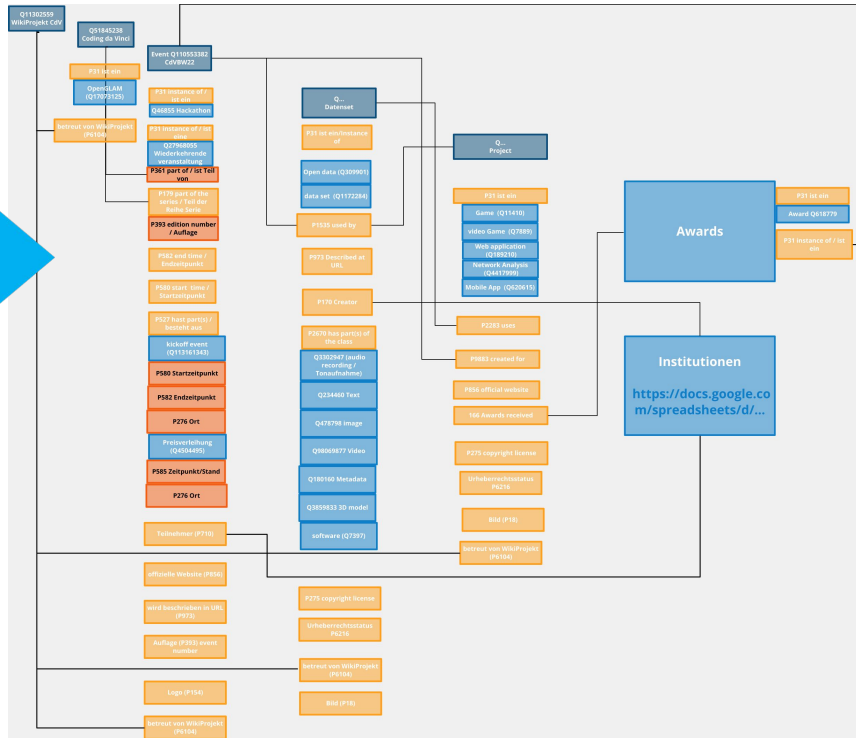 Q11302559
WikiProjekt CdV
Q51845238
Coding da Vinci
P31 ist ein
OpenGLAM
(Q17073125)
betreut von WikiProjekt
(P6104)
Event Q110553382
CdVBW22
P31 instance of /
ist ein
Q46855 Hackathon
P31 instance of / ist
eine
Q27968055
Wiederkehrende
veranstaltung
P361 part of / ist Teil
von
P179 part of the
series / Teil der
Reihe Serie
P393 edition number
/ Auflage
P582 end time /
Endzeitpunkt
P580 start time /
Startzeitpunkt
P527 hast part(s) /
besteht aus
kickoff event
(Q113161343)
P580 Startzeitpunkt
P582 Endzeitpunkt
P276 Ort
Preisverleihung
(Q4504495)
P585 Zeitpunkt/Stand
P276 Ort
Teilnehmer (P710)
offizielle Website (P856)
wird beschrieben in URL
(P973)
Auflage (P393) event
number
Logo (P154)
betreut von WikiProjekt
(P6104)
Q...
Datenset
P31 ist ein/instance
of
Open data (Q309901)
data set (Q1172284)
P1535 used by
P973 Described at
URL
P170 Creator
P2670 has part(s) of
the class
Q3302947 (audio
recording /
Tonaufnahme)
Q234460 Text
Q478798 image
Q98069877 Video
Q180160 Metadata
Q3859833 3D model
software (Q7397)
P275 copyright license
Urheberrechtsstatus
P6216
betreut von WikiProjekt
(P6104)
Bild (P18)
Q...
Project
P31 ist ein
Game (Q11410)
video Game (Q7889)
Web application
(Q189210)
Network Analysis
(Q4417999)
Mobile App (Q620615)
P2283 uses
P9883 created for
P856 official website
166 Awards received
P275 copyright license
Urheberrechtsstatus
P6216
Bild (P18)
betreut von WikiProjekt
(P6104)
Awards
P31 ist ein
Award Q618779
P31 instance of / ist
ein
Institutionen
https://docs.google.co
m/spreadsheets/d/...